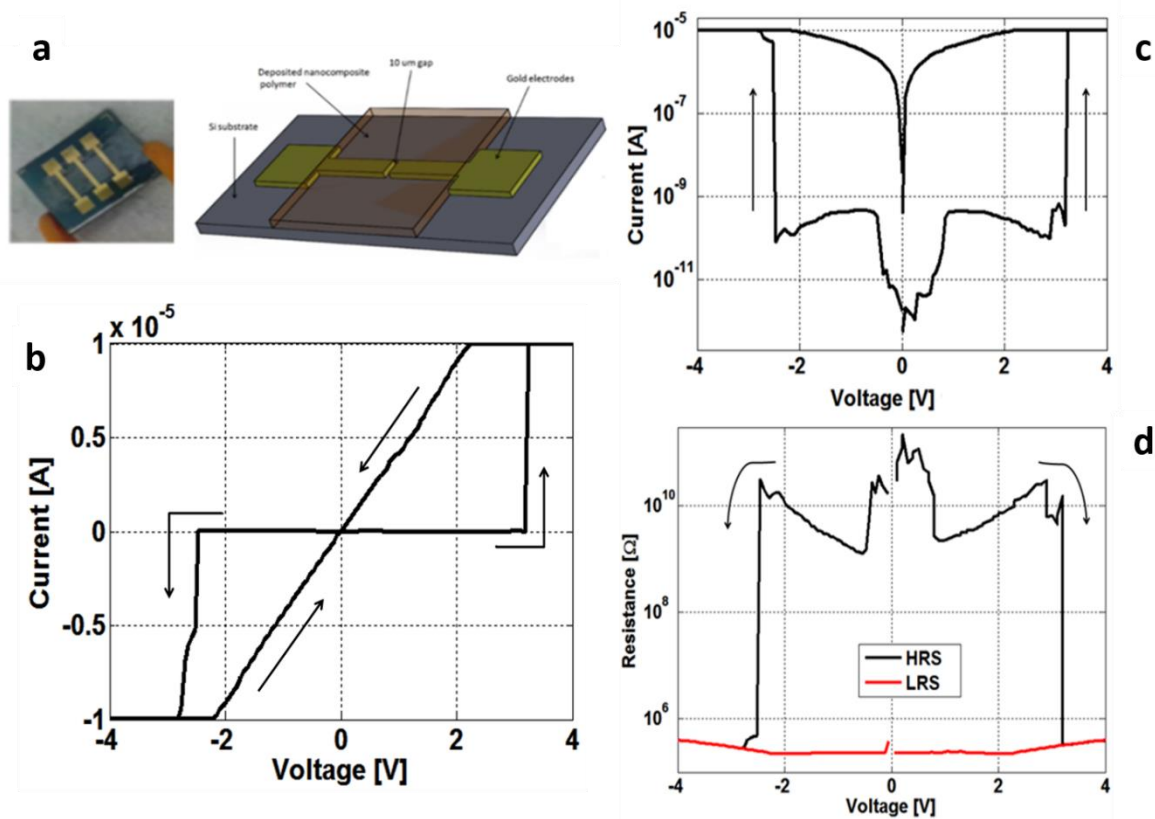 a
Deposited nanocomposite
polymer
10 um gap
Gold electrodes
Si substrate
b
1 x 10^-5
0.5
0
-0.5
-1
Current [A]
-4 -2 0 2 4
Voltage [V]
c
10^-5
10^-7
10^-9
10^-11
Current [A]
-4 -2 0 2 4
Voltage [V]
d
10^10
10^8
10^6
Resistance [Ω]
HRS
LRS
-4 -2 0 2 4
Voltage [V]